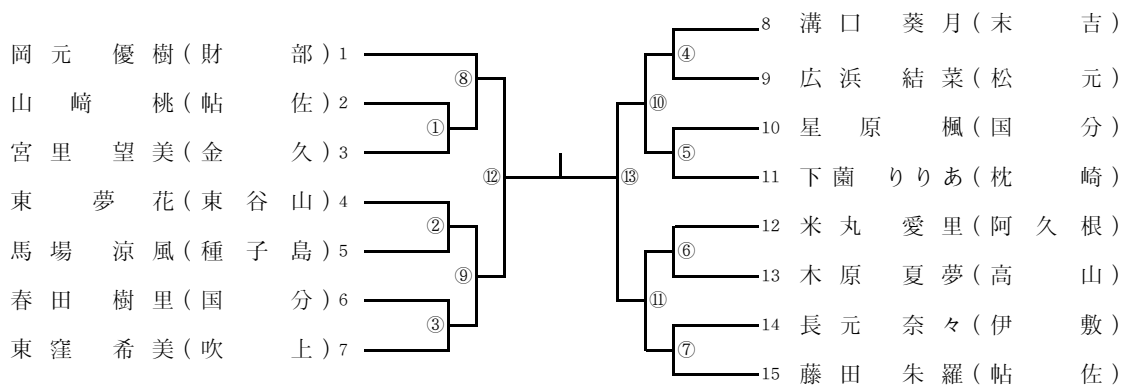 岡元 優樹(財 部) 1
山﨑 桃(帖 佐) 2
宮里 望美(金 久) 3
東 夢花(東谷山) 4
馬場 涼風(種子島) 5
春田 樹里(国 分) 6
東窪 希美(吹 上) 7
⑧
①
②
⑨
③
⑫
⑬
④
⑩
⑤
⑥
⑪
⑦
8 溝口 葵月(末 吉)
9 広浜 結菜(松 元)
10 星原 楓(国 分)
11 下薗 りりあ(枕 崎)
12 米丸 愛里(阿久根)
13 木原 夏夢(高 山)
14 長元 奈々(伊 敷)
15 藤田 朱羅(帖 佐)